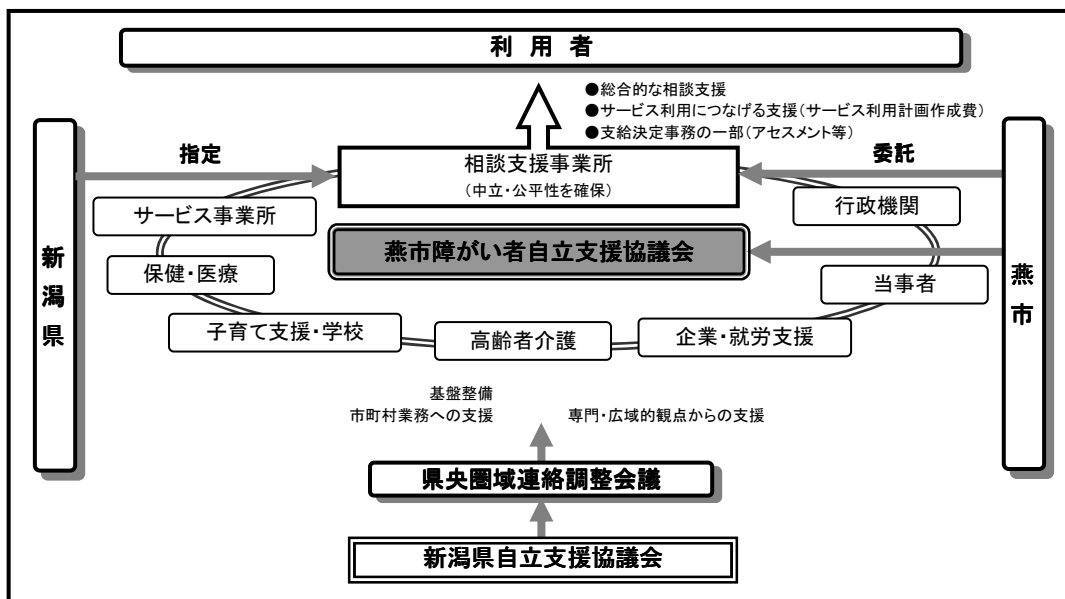 利用者
●総合的な相談支援
●サービス利用につなげる支援(サービス利用計画作成費)
●支給決定事務の一部(アセスメント等)
指定
相談支援事業所
(中立・公平性を確保)
委託
サービス事業所
行政機関
新潟県
燕市障がい者自立支援協議会
燕市
保健・医療
当事者
子育て支援・学校
高齢者介護
企業・就労支援
基盤整備
市町村業務への支援
専門・広域的観点からの支援
県央圏域連絡調整会議
新潟県自立支援協議会